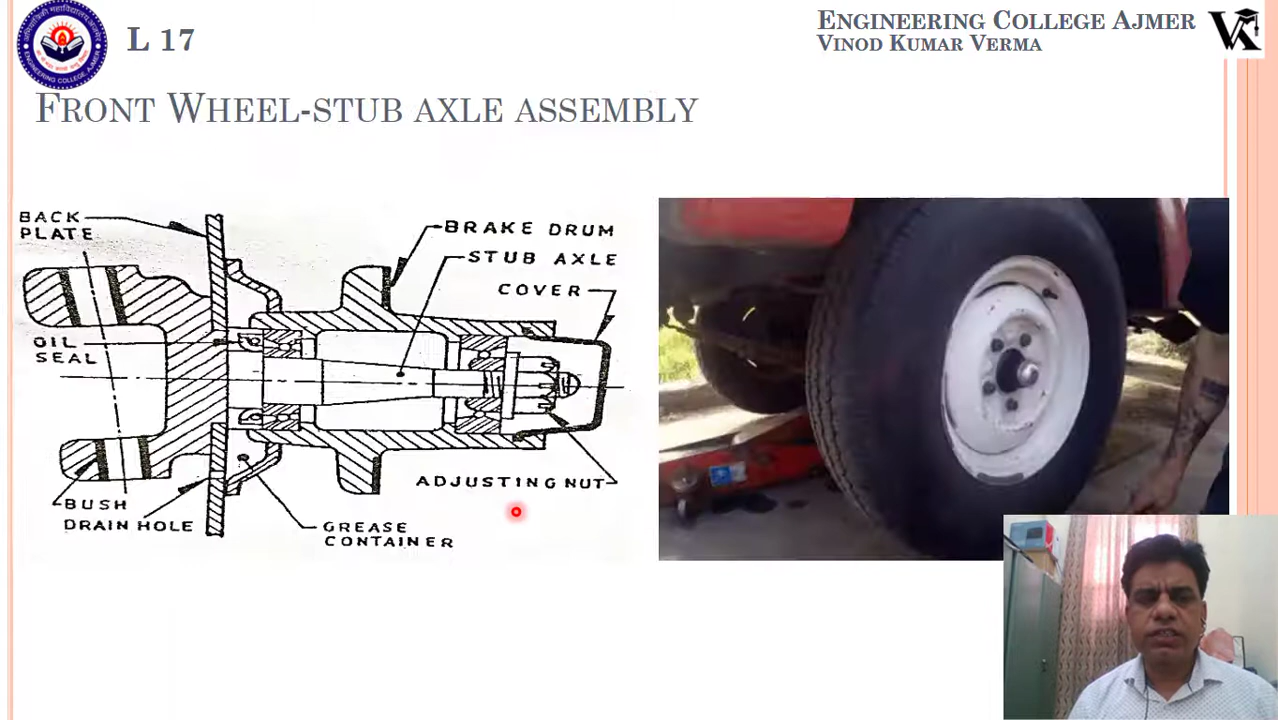 L 17
ENGINEERING COLLEGE AJMER
VINOD KUMAR VERMA
FRONT WHEEL-STUB AXLE ASSEMBLY
BACK
PLATE
BRAKE DRUM
STUB AXLE
COVER
OIL
SEAL
ADJUSTING NUT
BUSH
DRAIN HOLE
GREASE
CONTAINER